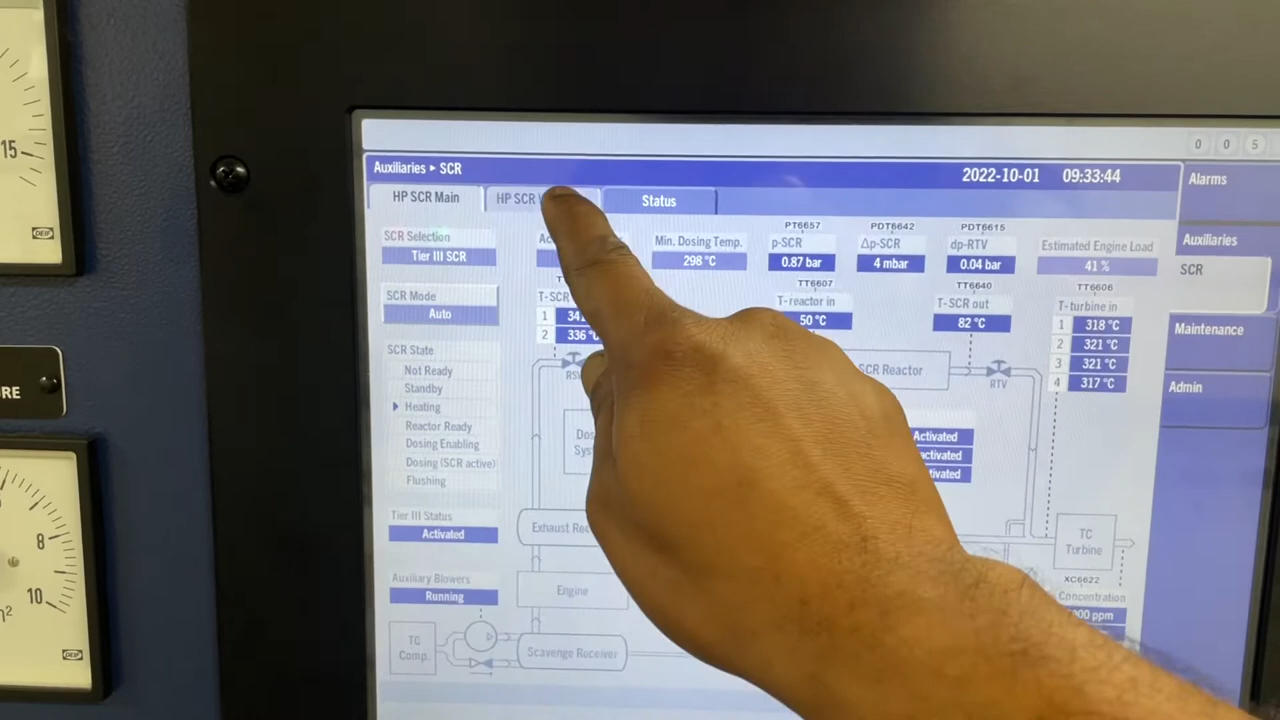 15
DEIF
RE
8
10
DEIF
0 0 5
Auxiliaries ▸ SCR
2022-10-01 09:33:44
HP SCR Main
HP SCR
Status
Alarms
Auxiliaries
SCR
Maintenance
Admin
SCR Selection
Tier III SCR
SCR Mode
Auto
SCR State
Not Ready
Standby
Heating
Reactor Ready
Dosing Enabling
Dosing (SCR active)
Flushing
Tier III Status
Activated
Auxiliary Blowers
Running
TC
Comp.
Min. Dosing Temp.
298 °C
PT6657
p-SCR
0.87 bar
PDT6642
Δp-SCR
4 mbar
PDT6615
dp-RTV
0.04 bar
Estimated Engine Load
41 %
T-SCR
1 341
2 336 °C
TT6607
T-reactor in
50 °C
TT6640
T-SCR out
82 °C
TT6606
T-turbine in
1 318 °C
2 321 °C
3 321 °C
4 317 °C
SCR Reactor
RTV
Activated
TC
Turbine
XC6622
Concentration
ppm
Engine
Scavenge Receiver
Exhaust